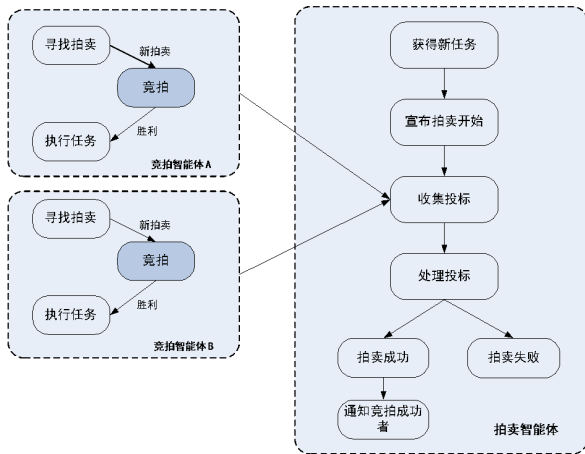 寻找拍卖
新拍卖
竞拍
胜利
执行任务
竞拍智能体A
寻找拍卖
新拍卖
竞拍
胜利
执行任务
竞拍智能体B
获得新任务
宣布拍卖开始
收集投标
处理投标
拍卖成功
拍卖失败
通知竞拍成功
者
拍卖智能体